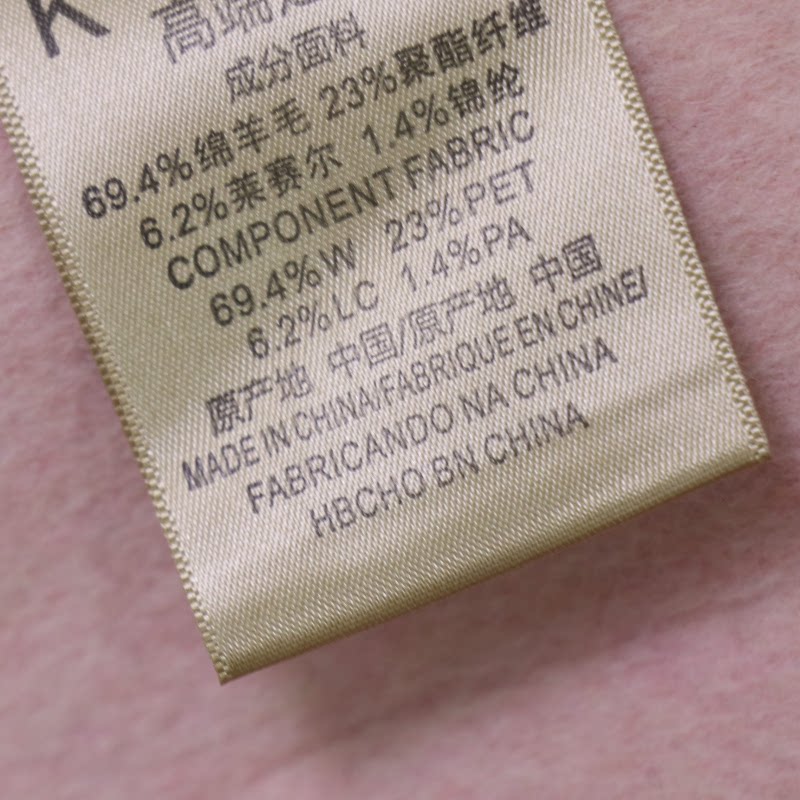 K 高端
成分面料
69.4%绵羊毛 23%聚酯纤维
6.2%莱赛尔 1.4%锦纶
COMPONENT FABRIC
69.4%W 23%PET
6.2%LC 1.4%PA
原产地 中国/原产地 中国
MADE IN CHINA/FABRIQUE EN CHINE/
FABRICANDO NA CHINA
HBCHO BN CHINA